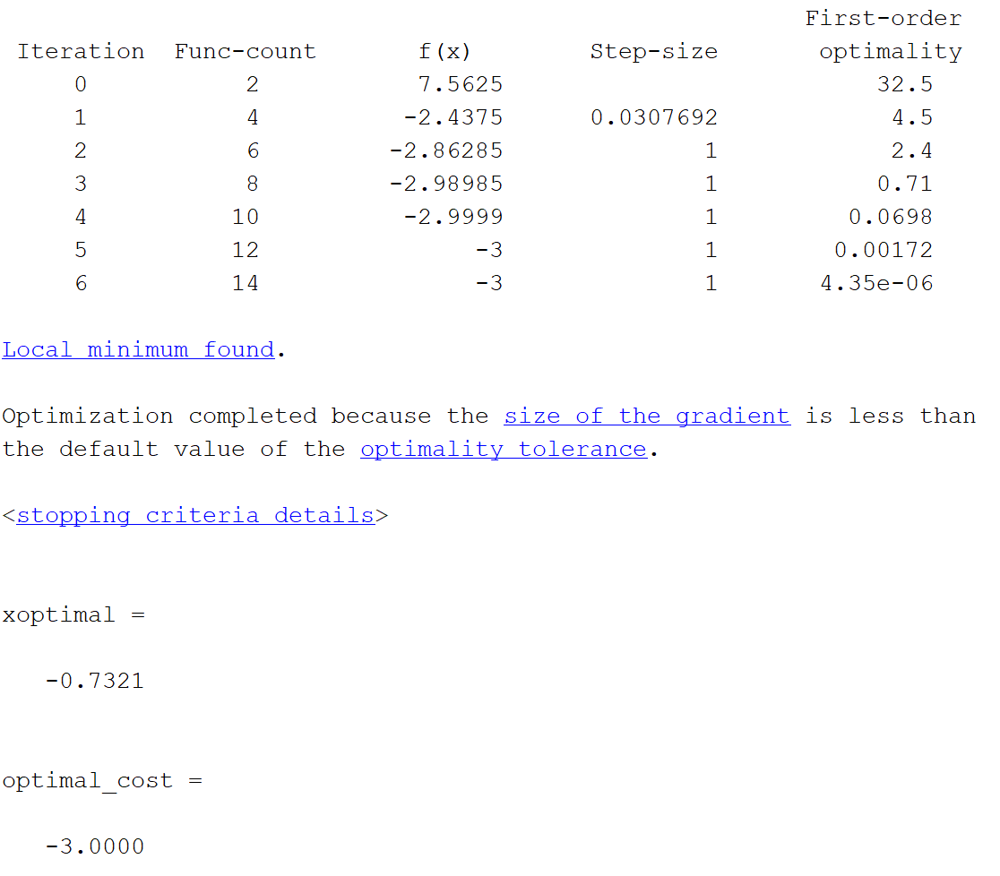 First-order
Iteration Func-count f(x) Step-size optimality
0 2 7.5625 32.5
1 4 -2.4375 0.0307692 4.5
2 6 -2.86285 1 2.4
3 8 -2.98985 1 0.71
4 10 -2.9999 1 0.0698
5 12 -3 1 0.00172
6 14 -3 1 4.35e-06
Local minimum found.
Optimization completed because the size of the gradient is less than
the default value of the optimality tolerance.
<stopping criteria details>
xoptimal =
-0.7321
optimal_cost =
-3.0000